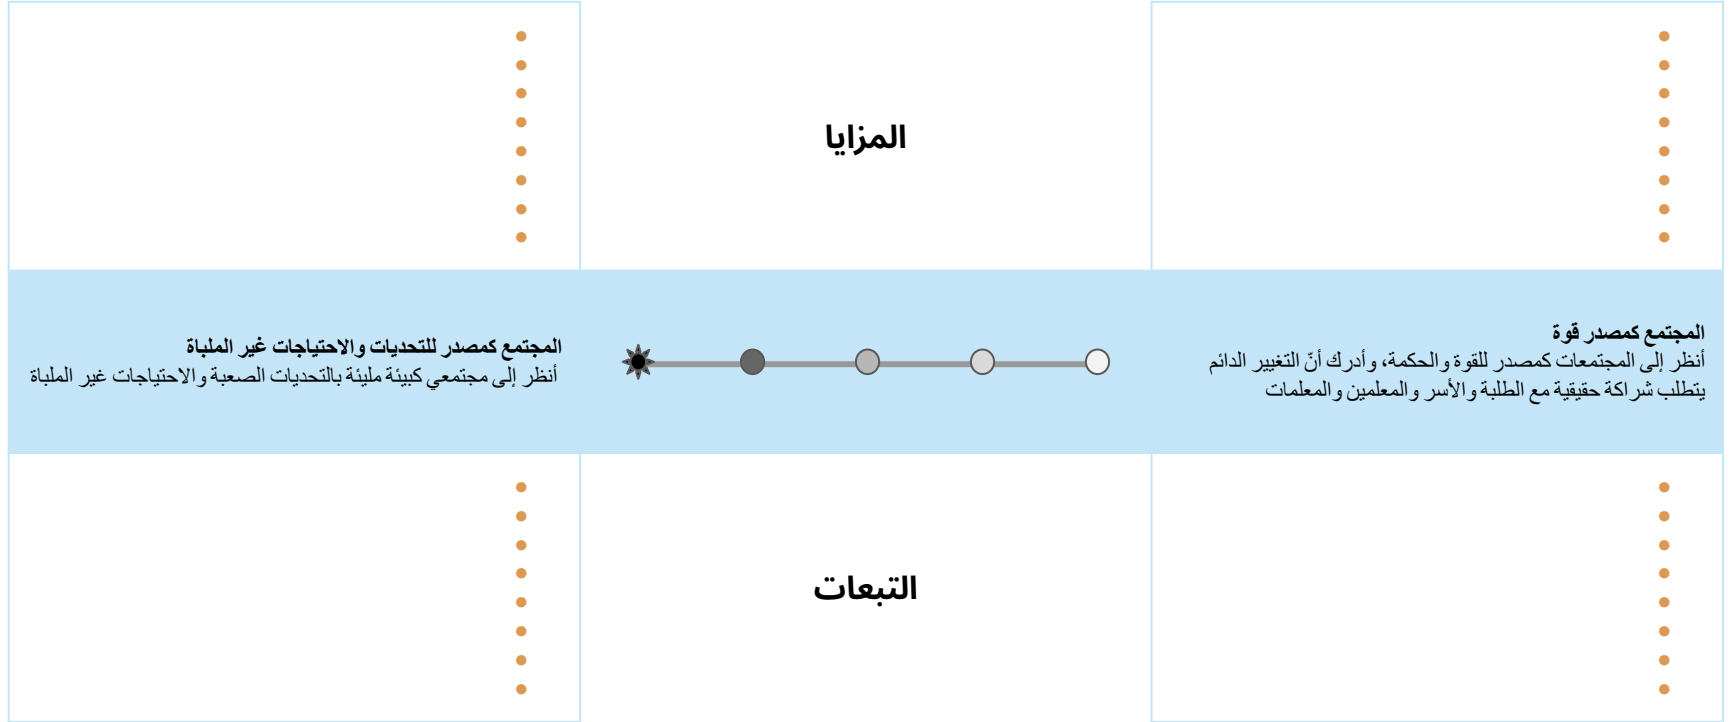 المزايا
المجتمع كمصدر قوة
أنظر إلى المجتمعات كمصدر للقوة والحكمة، وأدرك أنّ التغيير الدائم
يتطلب شراكة حقيقية مع الطلبة والأسر والمعلمين والمعلمات
المجتمع كمصدر للتحديات والاحتياجات غير الملباة
أنظر إلى مجتمعي كبيئة مليئة بالتحديات الصعبة والاحتياجات غير الملباة
التبعات